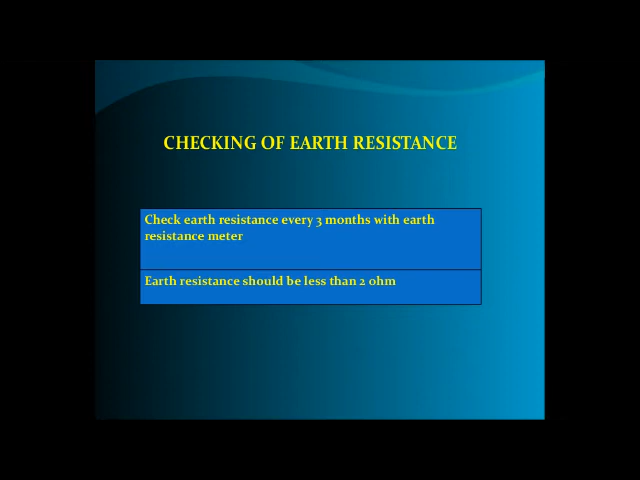 CHECKING OF EARTH RESISTANCE
Check earth resistance every 3 months with earth
resistance meter
Earth resistance should be less than 2 ohm